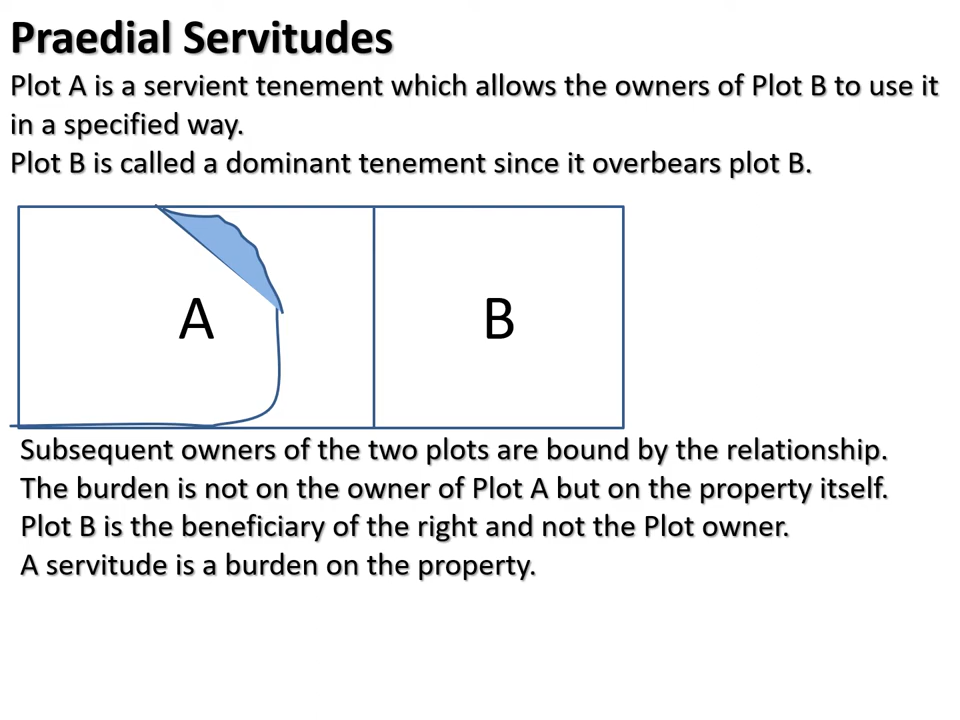 Praedial Servitudes
Plot A is a servient tenement which allows the owners of Plot B to use it
in a specified way.
Plot B is called a dominant tenement since it overbears plot B.
A
B
Subsequent owners of the two plots are bound by the relationship.
The burden is not on the owner of Plot A but on the property itself.
Plot B is the beneficiary of the right and not the Plot owner.
A servitude is a burden on the property.